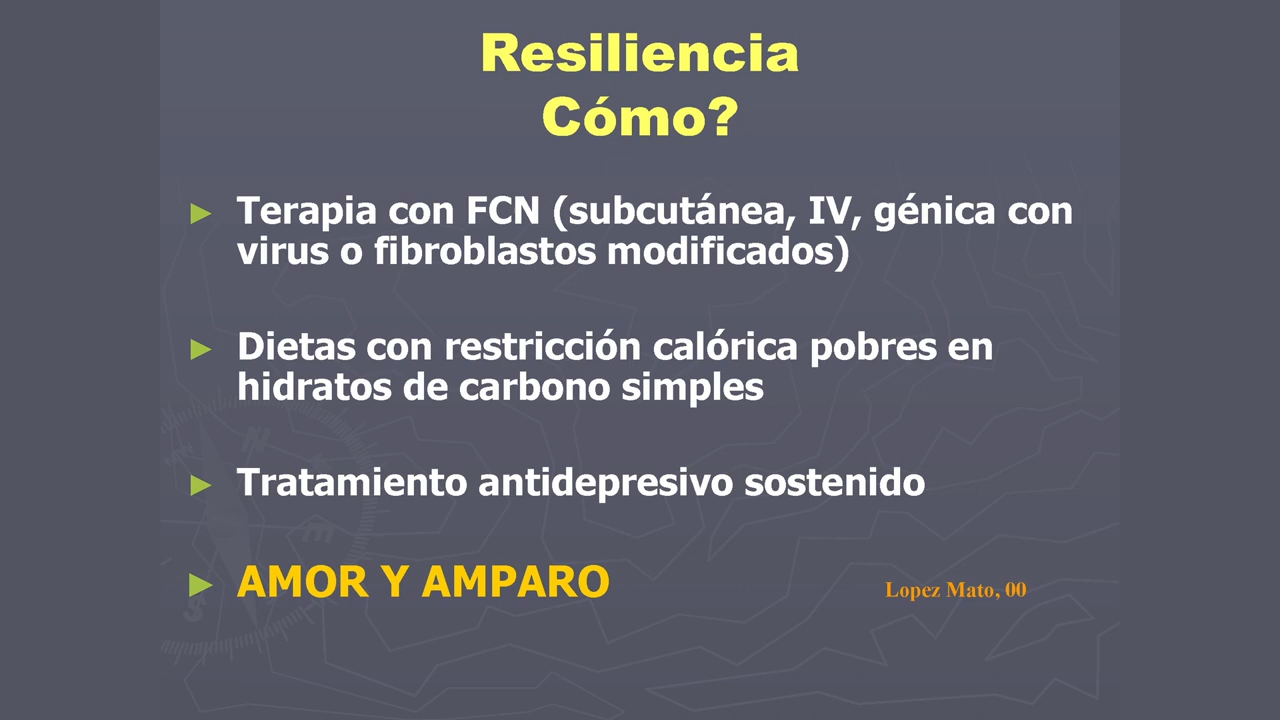 Resiliencia
Cómo?
► Terapia con FCN (subcutánea, IV, génica con
virus o fibroblastos modificados)
► Dietas con restricción calórica pobres en
hidratos de carbono simples
► Tratamiento antidepresivo sostenido
► AMOR Y AMPARO
Lopez Mato, 00
N
E
S